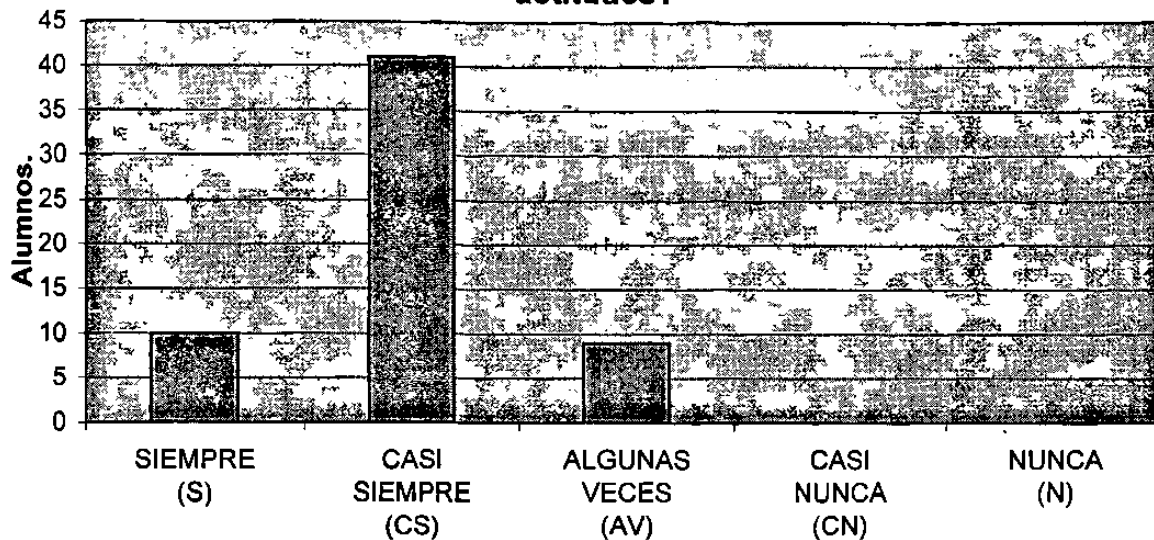 45
40
35
30
25
20
15
10
5
0
Alumnos.
SIEMPRE
(S)
CASI
SIEMPRE
(CS)
ALGUNAS
VECES
(AV)
CASI
NUNCA
(CN)
NUNCA
(N)